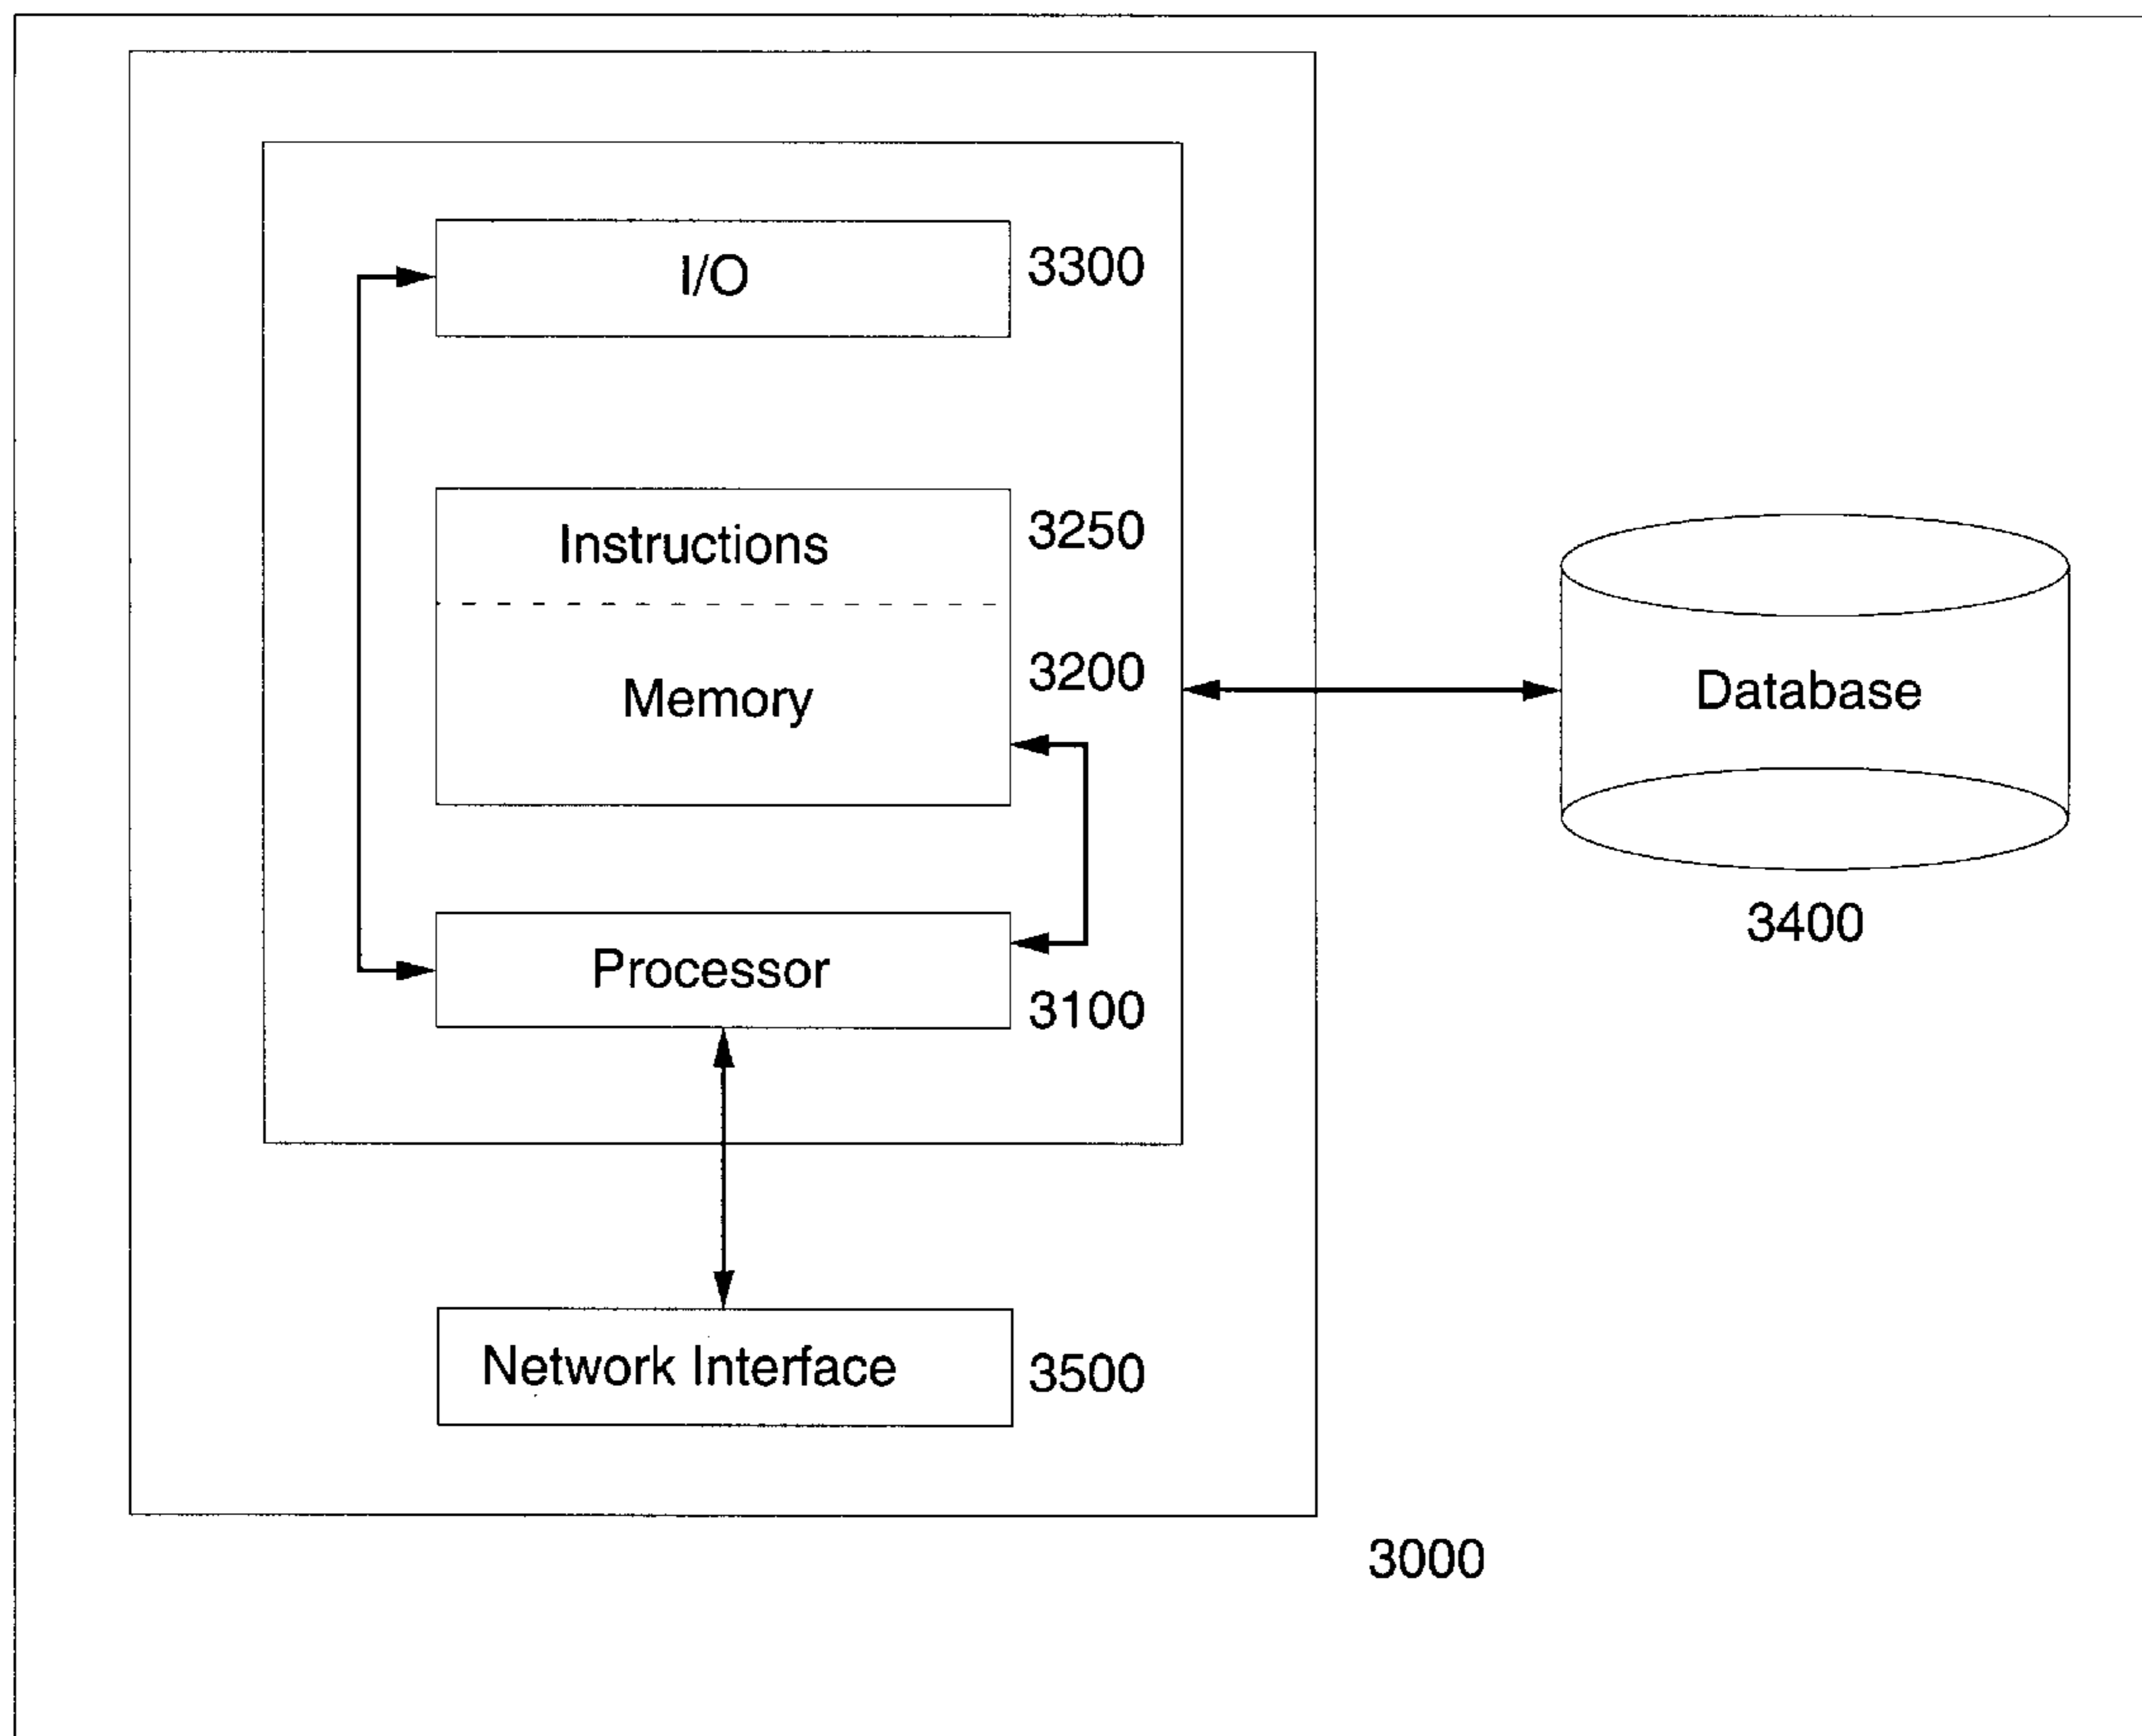 I/O
3300
Instructions
3250
Memory
3200
Database
Processor
3100
3400
Network Interface
3500
3000